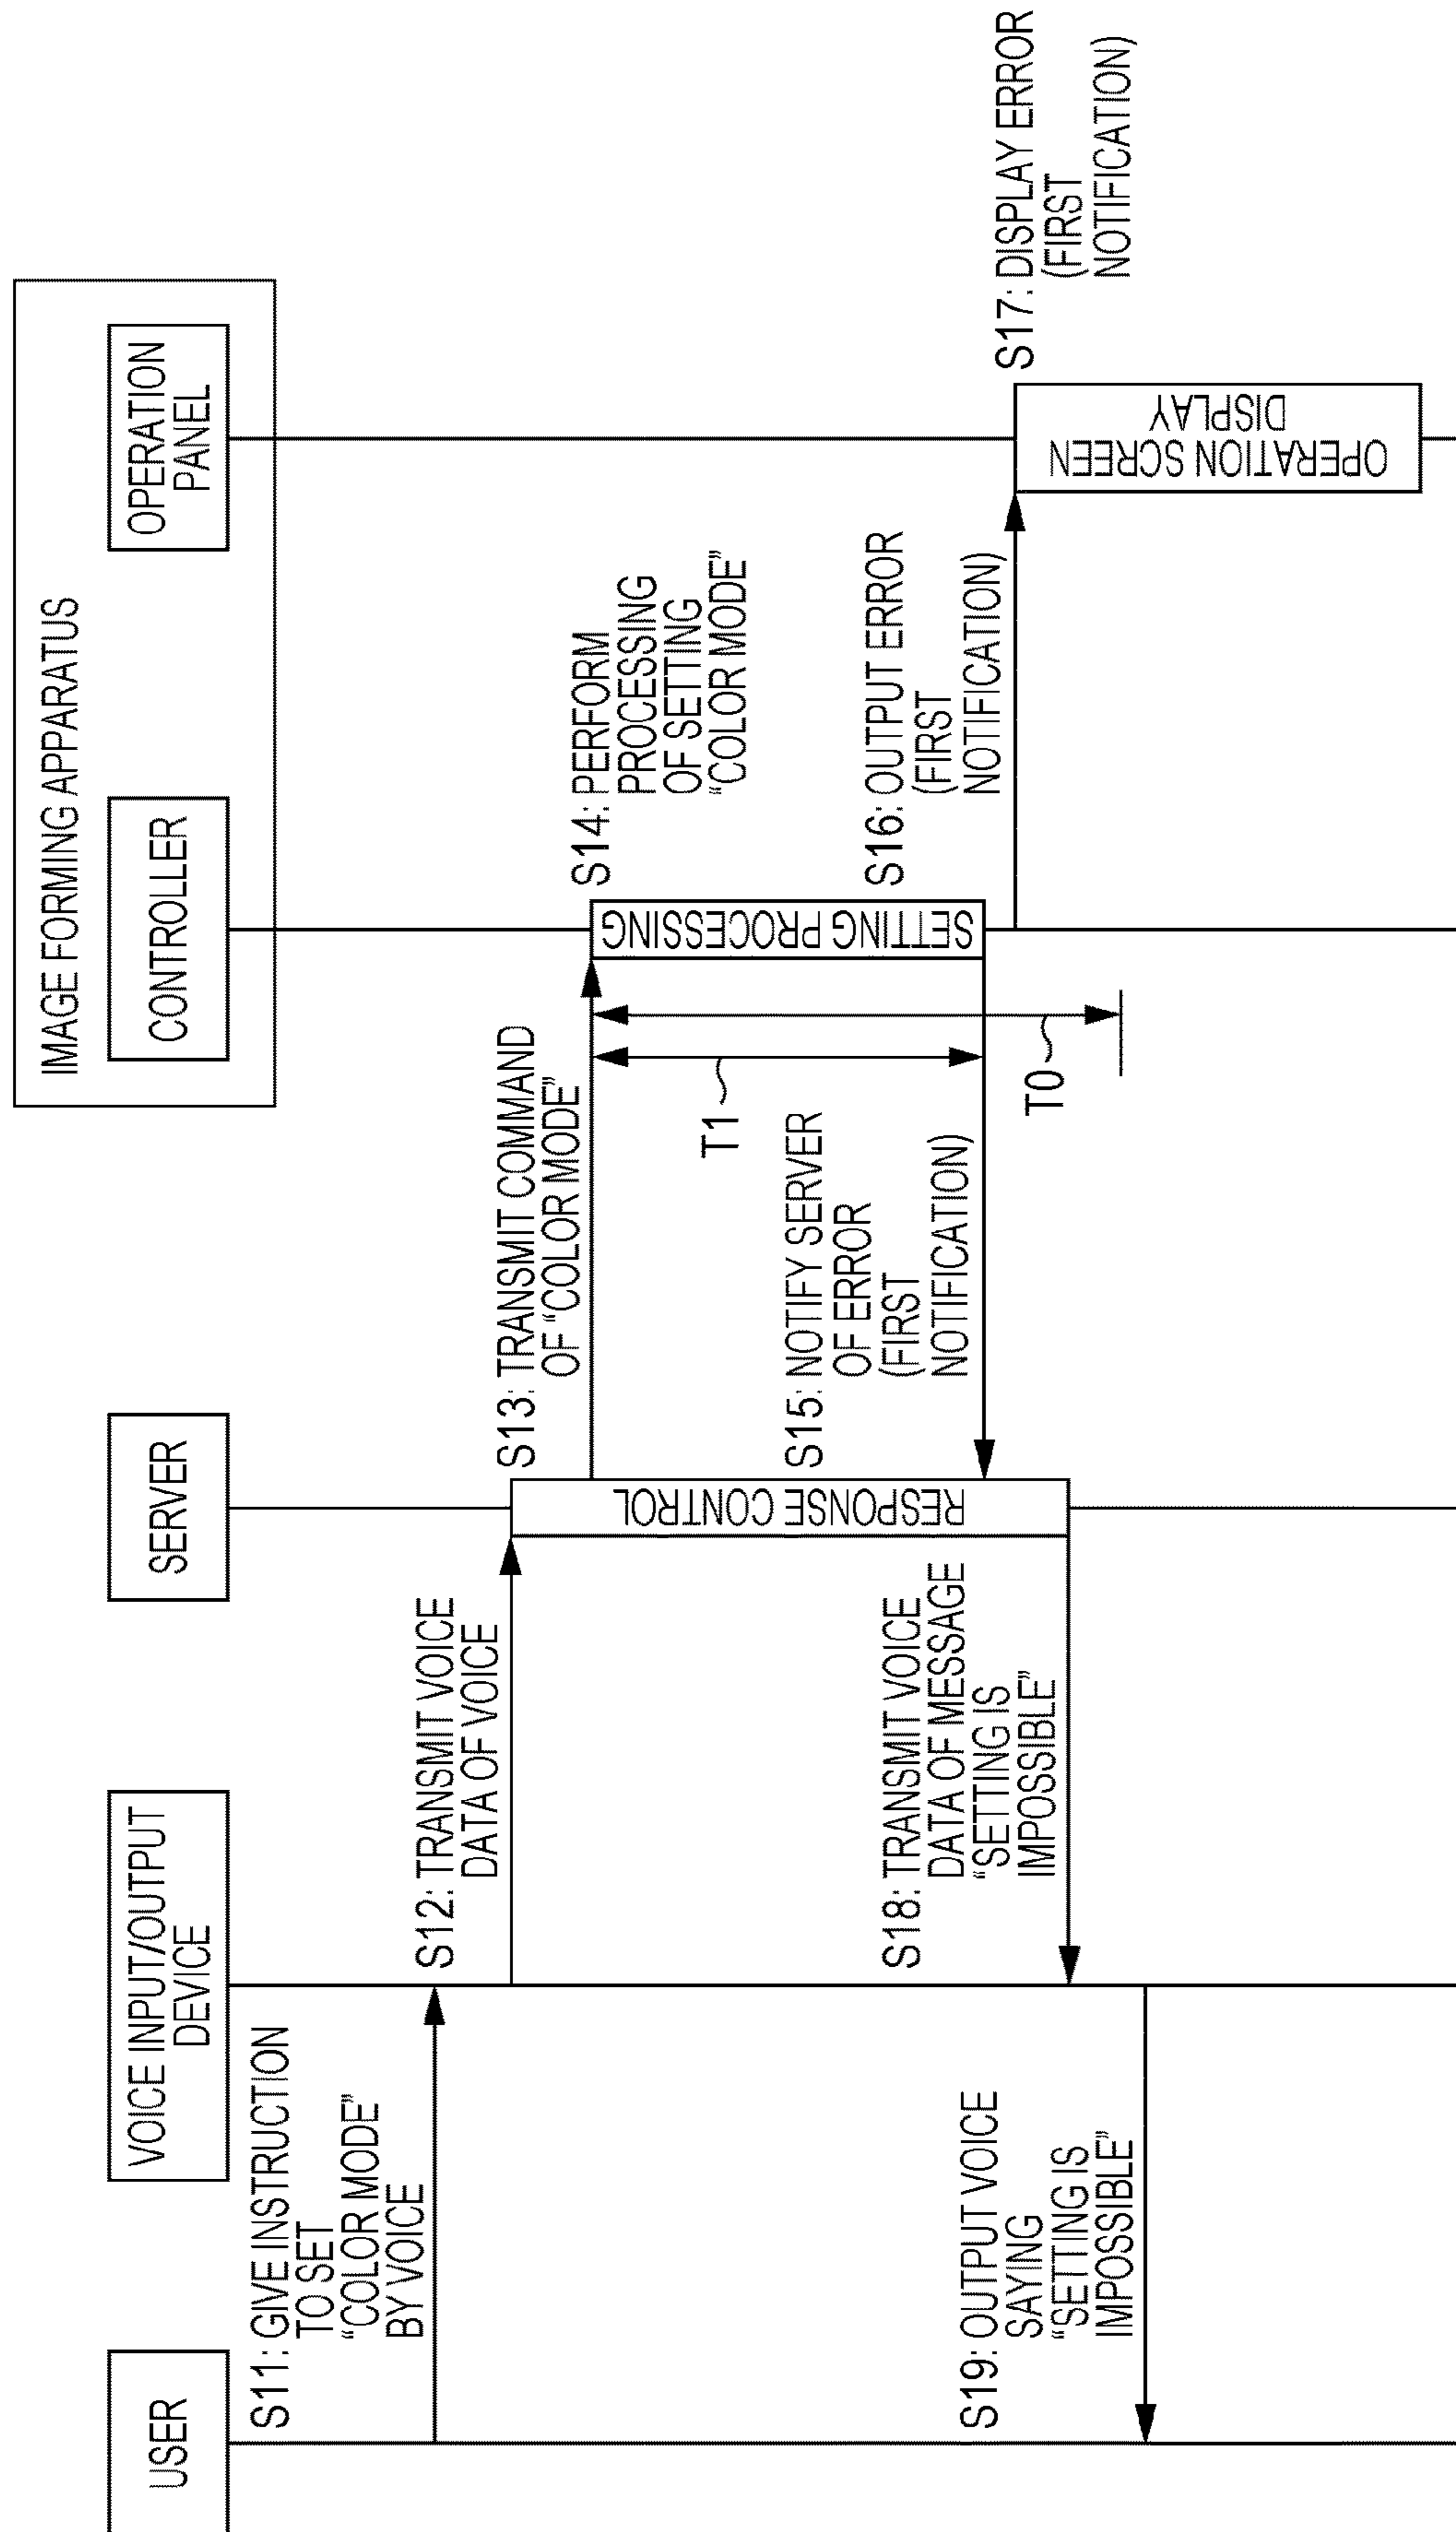 IMAGE FORMING APPARATUS
USER
VOICE INPUT/OUTPUT
DEVICE
SERVER
CONTROLLER
OPERATION
PANEL
S11: GIVE INSTRUCTION
TO SET
“COLOR MODE”
BY VOICE
S12: TRANSMIT VOICE
DATA OF VOICE
S13: TRANSMIT COMMAND
OF “COLOR MODE”
S14: PERFORM
PROCESSING
OF SETTING
“COLOR MODE”
RESPONSE CONTROL
SETTING PROCESSING
T1
T0
S15: NOTIFY SERVER
OF ERROR
(FIRST
NOTIFICATION)
S16: OUTPUT ERROR
(FIRST
NOTIFICATION)
S17: DISPLAY ERROR
(FIRST
NOTIFICATION)
OPERATION SCREEN
DISPLAY
S18: TRANSMIT VOICE
DATA OF MESSAGE
“SETTING IS
IMPOSSIBLE”
S19: OUTPUT VOICE
SAYING
“SETTING IS
IMPOSSIBLE”